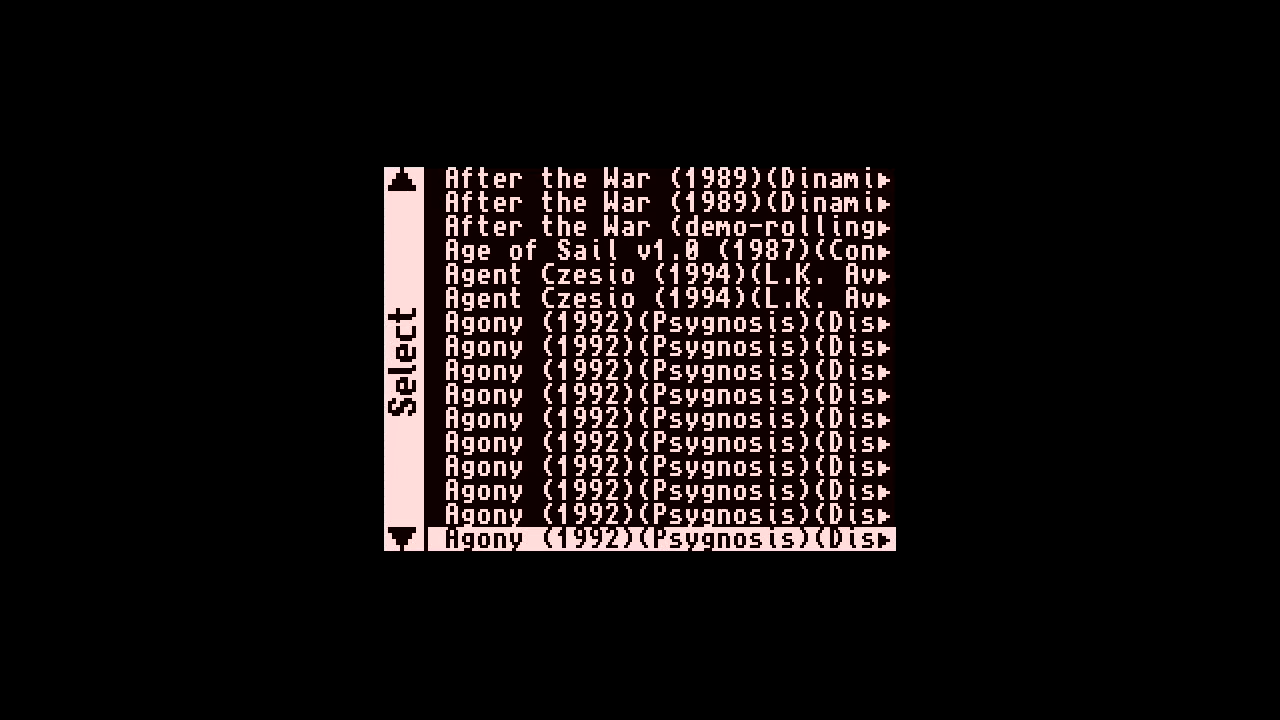 Select
After the War (1989)(Dinami
After the War (1989)(Dinami
After the War (demo-rolling
Age of Sail v1.0 (1987)(Con
Agent Czesio (1994)(L.K. Av
Agent Czesio (1994)(L.K. Av
Agony (1992)(Psygnosis)(Dis
Agony (1992)(Psygnosis)(Dis
Agony (1992)(Psygnosis)(Dis
Agony (1992)(Psygnosis)(Dis
Agony (1992)(Psygnosis)(Dis
Agony (1992)(Psygnosis)(Dis
Agony (1992)(Psygnosis)(Dis
Agony (1992)(Psygnosis)(Dis
Agony (1992)(Psygnosis)(Dis
Agony (1992)(Psygnosis)(Dis